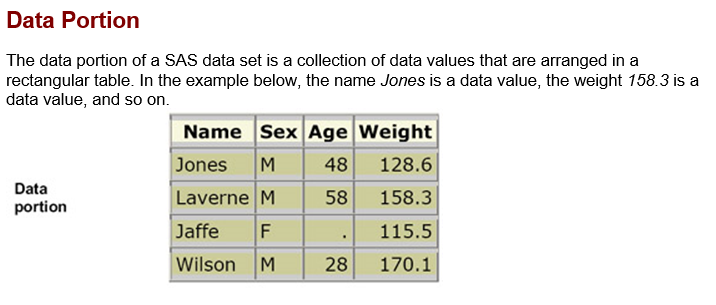 Data Portion
The data portion of a SAS data set is a collection of data values that are arranged in a
rectangular table. In the example below, the name Jones is a data value, the weight 158.3 is a
data value, and so on.
Name Sex Age Weight
Jones M 48 128.6
Laverne M 58 158.3
Jaffe F . 115.5
Wilson M 28 170.1
Data
portion